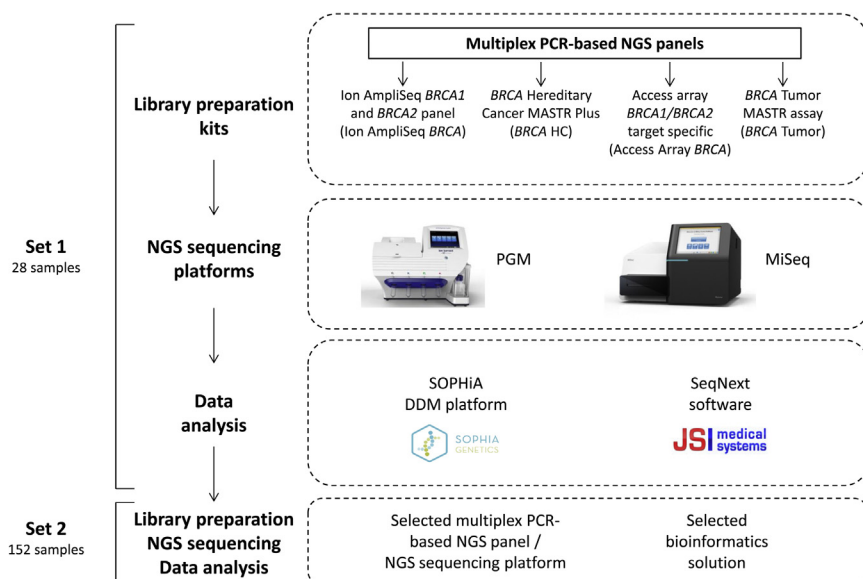 Multiplex PCR-based NGS panels
Library preparation
kits
Ion AmpliSeq BRCA1
and BRCA2 panel
(Ion AmpliSeq BRCA)
BRCA Hereditary
Cancer MASTR Plus
(BRCA HC)
Access array
BRCA1/BRCA2
target specific
(Access Array BRCA)
BRCA Tumor
MASTR assay
(BRCA Tumor)
Set 1
28 samples
NGS sequencing
platforms
PGM
MiSeq
Data
analysis
SOPHiA
DDM platform
SOPHIA
GENETICS
SeqNext
software
JSI medical
systems
Set 2
152 samples
Library preparation
NGS sequencing
Data analysis
Selected multiplex PCR-
based NGS panel /
NGS sequencing platform
Selected
bioinformatics
solution